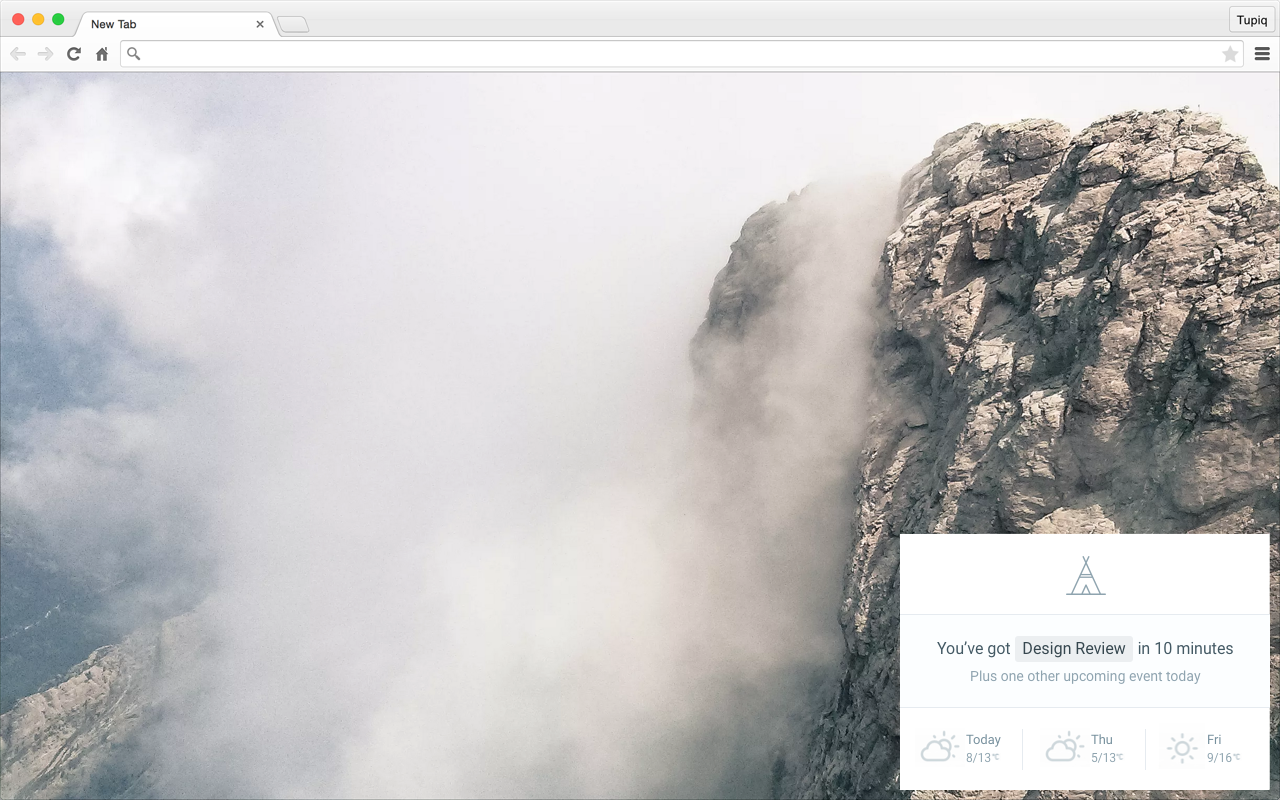 New Tab
Tupiq
You've got Design Review in 10 minutes
Plus one other upcoming event today
Today
8/13°C
Thu
5/13°C
Fri
9/16°C